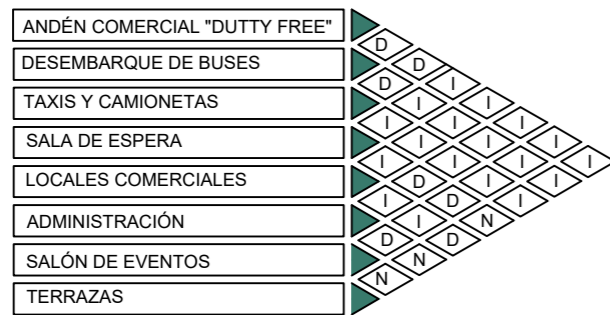 ANDÉN COMERCIAL "DUTTY FREE"
D
DESEMBARQUE DE BUSES D
D I
TAXIS Y CAMIONETAS I I
I I I
SALA DE ESPERA I I I
I I I I
LOCALES COMERCIALES D I I
I D I
ADMINISTRACIÓN I N
D D
SALÓN DE EVENTOS N
N
TERRAZAS